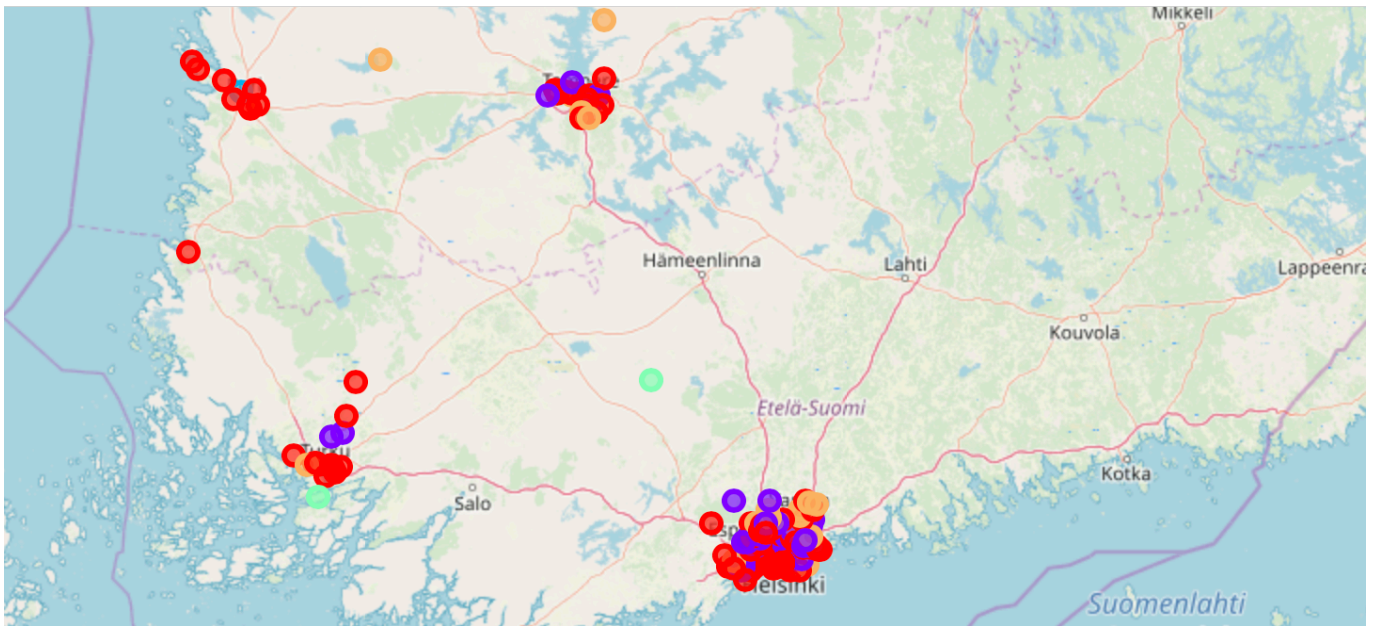 Mikkeli
Hämeenlinna
Lahti
Lappeenra
Kouvola
Etelä-Suomi
Salo
Kotka
Suomenlahti